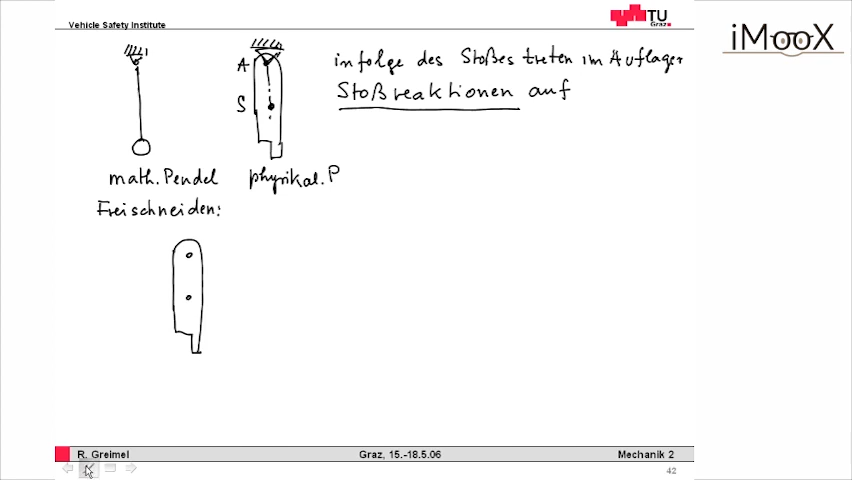 Vehicle Safety Institute
TU
Graz
iMooX
A
S
infolge des Stoßes treten im Auflager
Stoßreaktionen auf
math. Pendel
physikal. P
Freischneiden:
R. Greimel
Graz, 15.-18.5.06
Mechanik 2
42